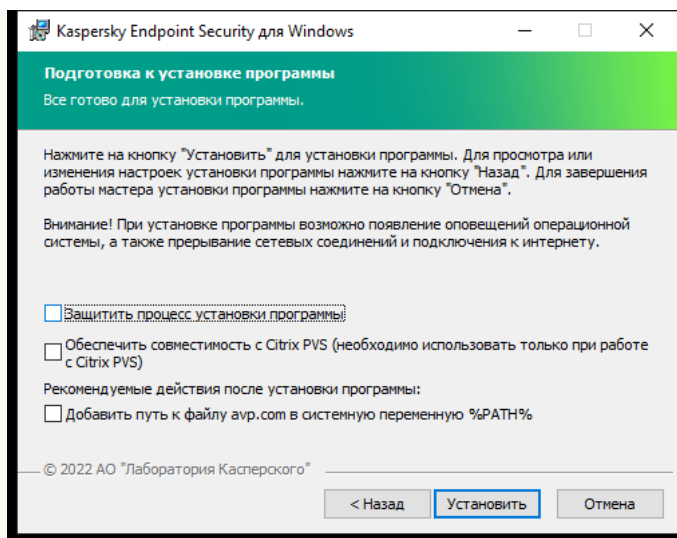 Kaspersky Endpoint Security для Windows
Подготовка к установке программы
Все готово для установки программы.
Нажмите на кнопку "Установить" для установки программы. Для просмотра или
изменения настроек установки программы нажмите на кнопку "Назад". Для завершения
работы мастера установки программы нажмите на кнопку "Отмена".
Внимание! При установке программы возможно появление оповещений операционной
системы, а также прерывание сетевых соединений и подключения к интернету.
Защитить процесс установки программы
Обеспечить совместимость с Citrix PVS (необходимо использовать только при работе
с Citrix PVS)
Рекомендуемые действия после установки программы:
Добавить путь к файлу avp.com в системную переменную %PATH%
© 2022 АО "Лаборатория Касперского"
< Назад Установить Отмена